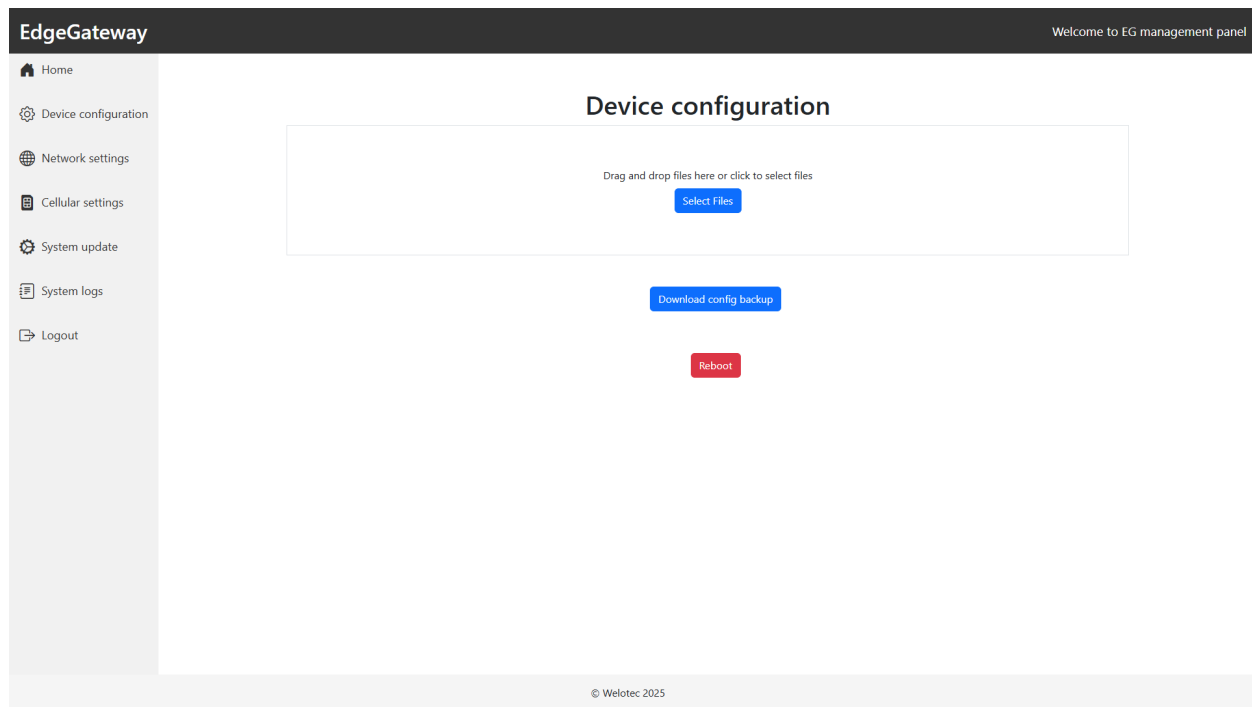 EdgeGateway
Welcome to EG management panel
Home
Device configuration
Network settings
Cellular settings
System update
System logs
Logout
Device configuration
Drag and drop files here or click to select files
Select Files
Download config backup
Reboot
© Welotec 2025